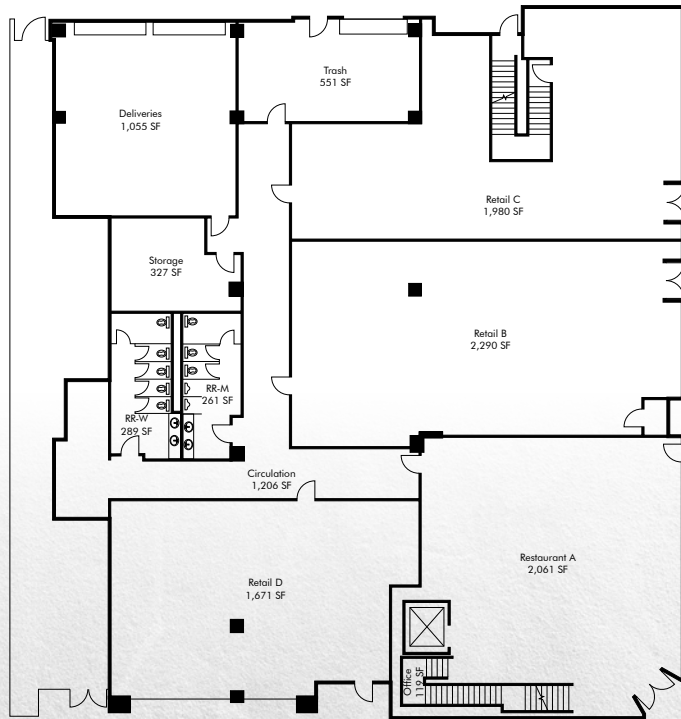 Trash
551 SF
Deliveries
1,055 SF
Retail C
1,980 SF
Storage
327 SF
Retail B
2,290 SF
RR-M
261 SF
RR-W
289 SF
Circulation
1,206 SF
Restaurant A
2,061 SF
Retail D
1,671 SF
Office
119 SF